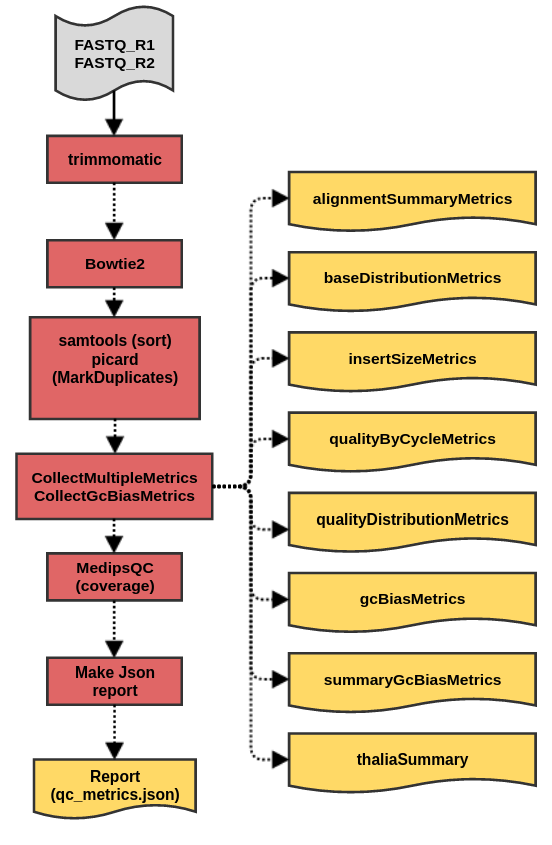 FASTQ_R1
FASTQ_R2
trimmomatic
Bowtie2
samtools (sort)
picard
(MarkDuplicates)
CollectMultipleMetrics
CollectGcBiasMetrics
MedipsQC
(coverage)
Make Json
report
Report
(qc_metrics.json)
alignmentSummaryMetrics
baseDistributionMetrics
insertSizeMetrics
qualityByCycleMetrics
qualityDistributionMetrics
gcBiasMetrics
summaryGcBiasMetrics
thaliaSummary